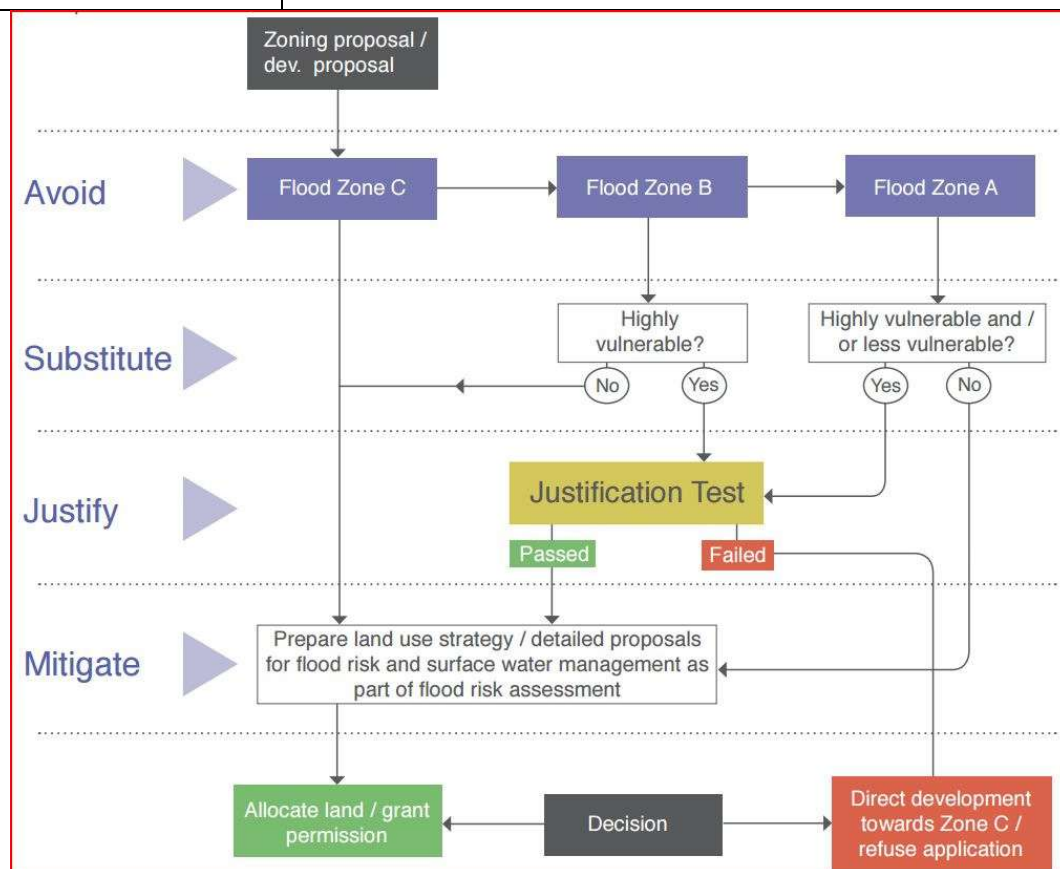 Zoning proposal /
dev. proposal
Avoid
Flood Zone C
Flood Zone B
Flood Zone A
Substitute
Highly
vulnerable?
No
Yes
Highly vulnerable and /
or less vulnerable?
Yes
No
Justify
Justification Test
Passed
Failed
Mitigate
Prepare land use strategy / detailed proposals
for flood risk and surface water management as
part of flood risk assessment
Allocate land / grant
permission
Decision
Direct development
towards Zone C /
refuse application